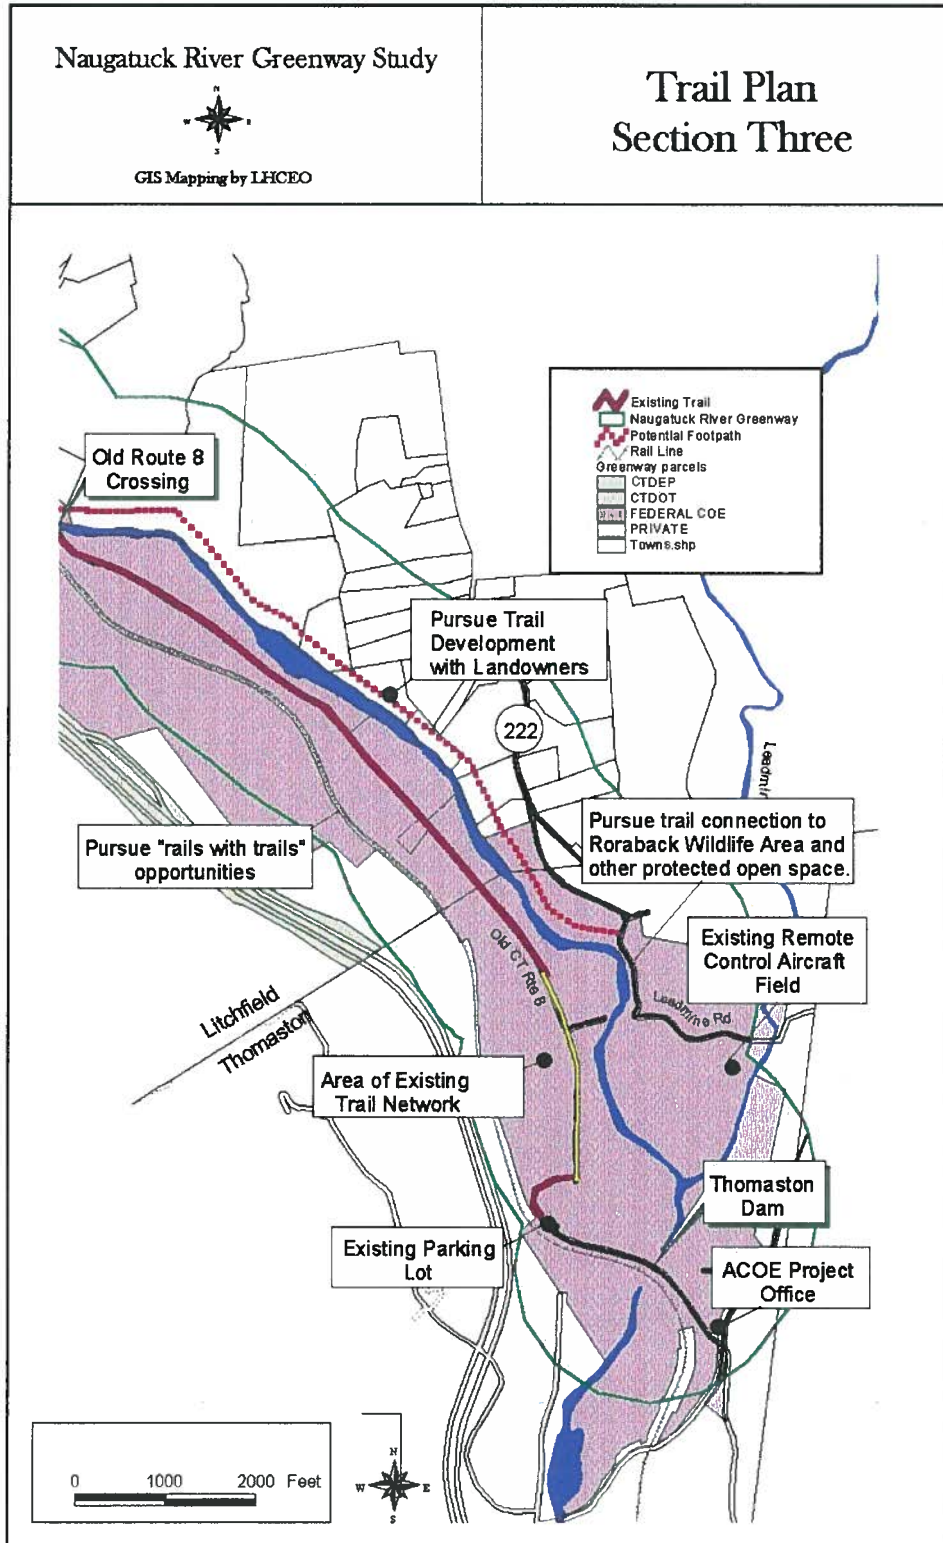 Naugatuck River Greenway Study
N
W E
S
GIS Mapping by LHCEO
Trail Plan
Section Three
Existing Trail
Naugatuck River Greenway
Potential Footpath
Rail Line
Greenway parcels
CTDEP
CTDOT
FEDERAL COE
PRIVATE
Towns.shp
Old Route 8
Crossing
Pursue Trail
Development
with Landowners
222
Leadmin
Pursue "rails with trails"
opportunities
Pursue trail connection to
Roraback Wildlife Area and
other protected open space.
Existing Remote
Control Aircraft
Field
Old CT Rte 8
Leadmine Rd
Litchfield
Thomaston
Area of Existing
Trail Network
Thomaston
Dam
Existing Parking
Lot
ACOE Project
Office
0 1000 2000 Feet
N
W E
S